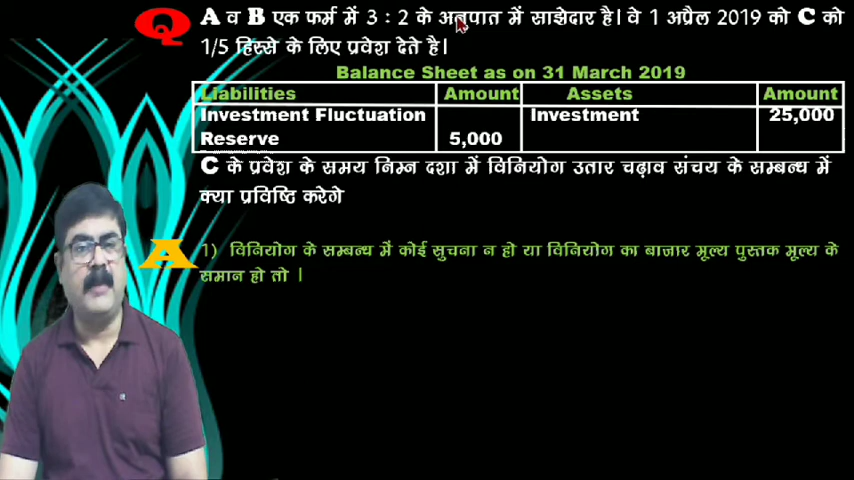 Q A व B एक फर्म में 3 : 2 के अनुपात में साझेदार है। वे 1 अप्रैल 2019 को C को
1/5 हिस्से के लिए प्रवेश देते है।
Balance Sheet as on 31 March 2019
Liabilities Amount Assets Amount
Investment Fluctuation Investment 25,000
Reserve 5,000
C के प्रवेश के समय निम्न दशा में विनियोग उतार चढ़ाव संचय के सम्बन्ध में
क्या प्रविष्टि करेगे
A 1) विनियोग के सम्बन्ध में कोई सुचना न हो या विनियोग का बाजार मूल्य पुस्तक मूल्य के
समान हो तो ।